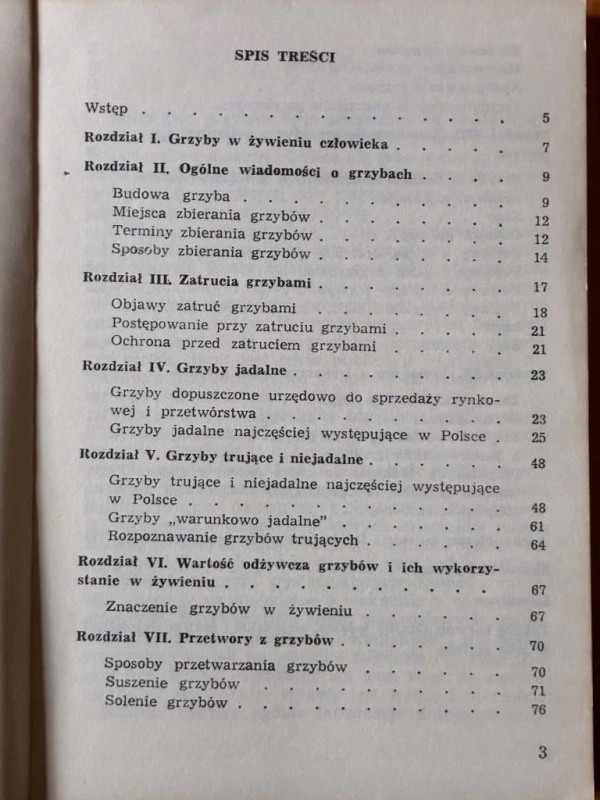 SPIS TREŚCI
Wstęp . . . . . . . . . . . . . . 5
Rozdział I. Grzyby w żywieniu człowieka . . . . . 7
Rozdział II. Ogólne wiadomości o grzybach . . . . 9
Budowa grzyba . . . . . . . . . . 9
Miejsca zbierania grzybów . . . . . . . 12
Terminy zbierania grzybów . . . . . . . 12
Sposoby zbierania grzybów . . . . . . . 14
Rozdział III. Zatrucia grzybami . . . . . . . 17
Objawy zatruć grzybami . . . . . . . 18
Postępowanie przy zatruciu grzybami . . . . . 21
Ochrona przed zatruciem grzybami . . . . . 21
Rozdział IV. Grzyby jadalne . . . . . . . . 23
Grzyby dopuszczone urzędowo do sprzedaży rynko-
wej i przetwórstwa . . . . . . . . . 23
Grzyby jadalne najczęściej występujące w Polsce . 25
Rozdział V. Grzyby trujące i niejadalne . . . . . 48
Grzyby trujące i niejadalne najczęściej występujące
w Polsce . . . . . . . . . . . . 48
Grzyby „warunkowo jadalne” . . . . . . 61
Rozpoznawanie grzybów trujących . . . . . 64
Rozdział VI. Wartość odżywcza grzybów i ich wykorzy-
stanie w żywieniu . . . . . . . . . . 67
Znaczenie grzybów w żywieniu . . . . . 67
Rozdział VII. Przetwory z grzybów . . . . . . 70
Sposoby przetwarzania grzybów . . . . . 70
Suszenie grzybów . . . . . . . . 71
Solenie grzybów . . . . . . . . . 76
3